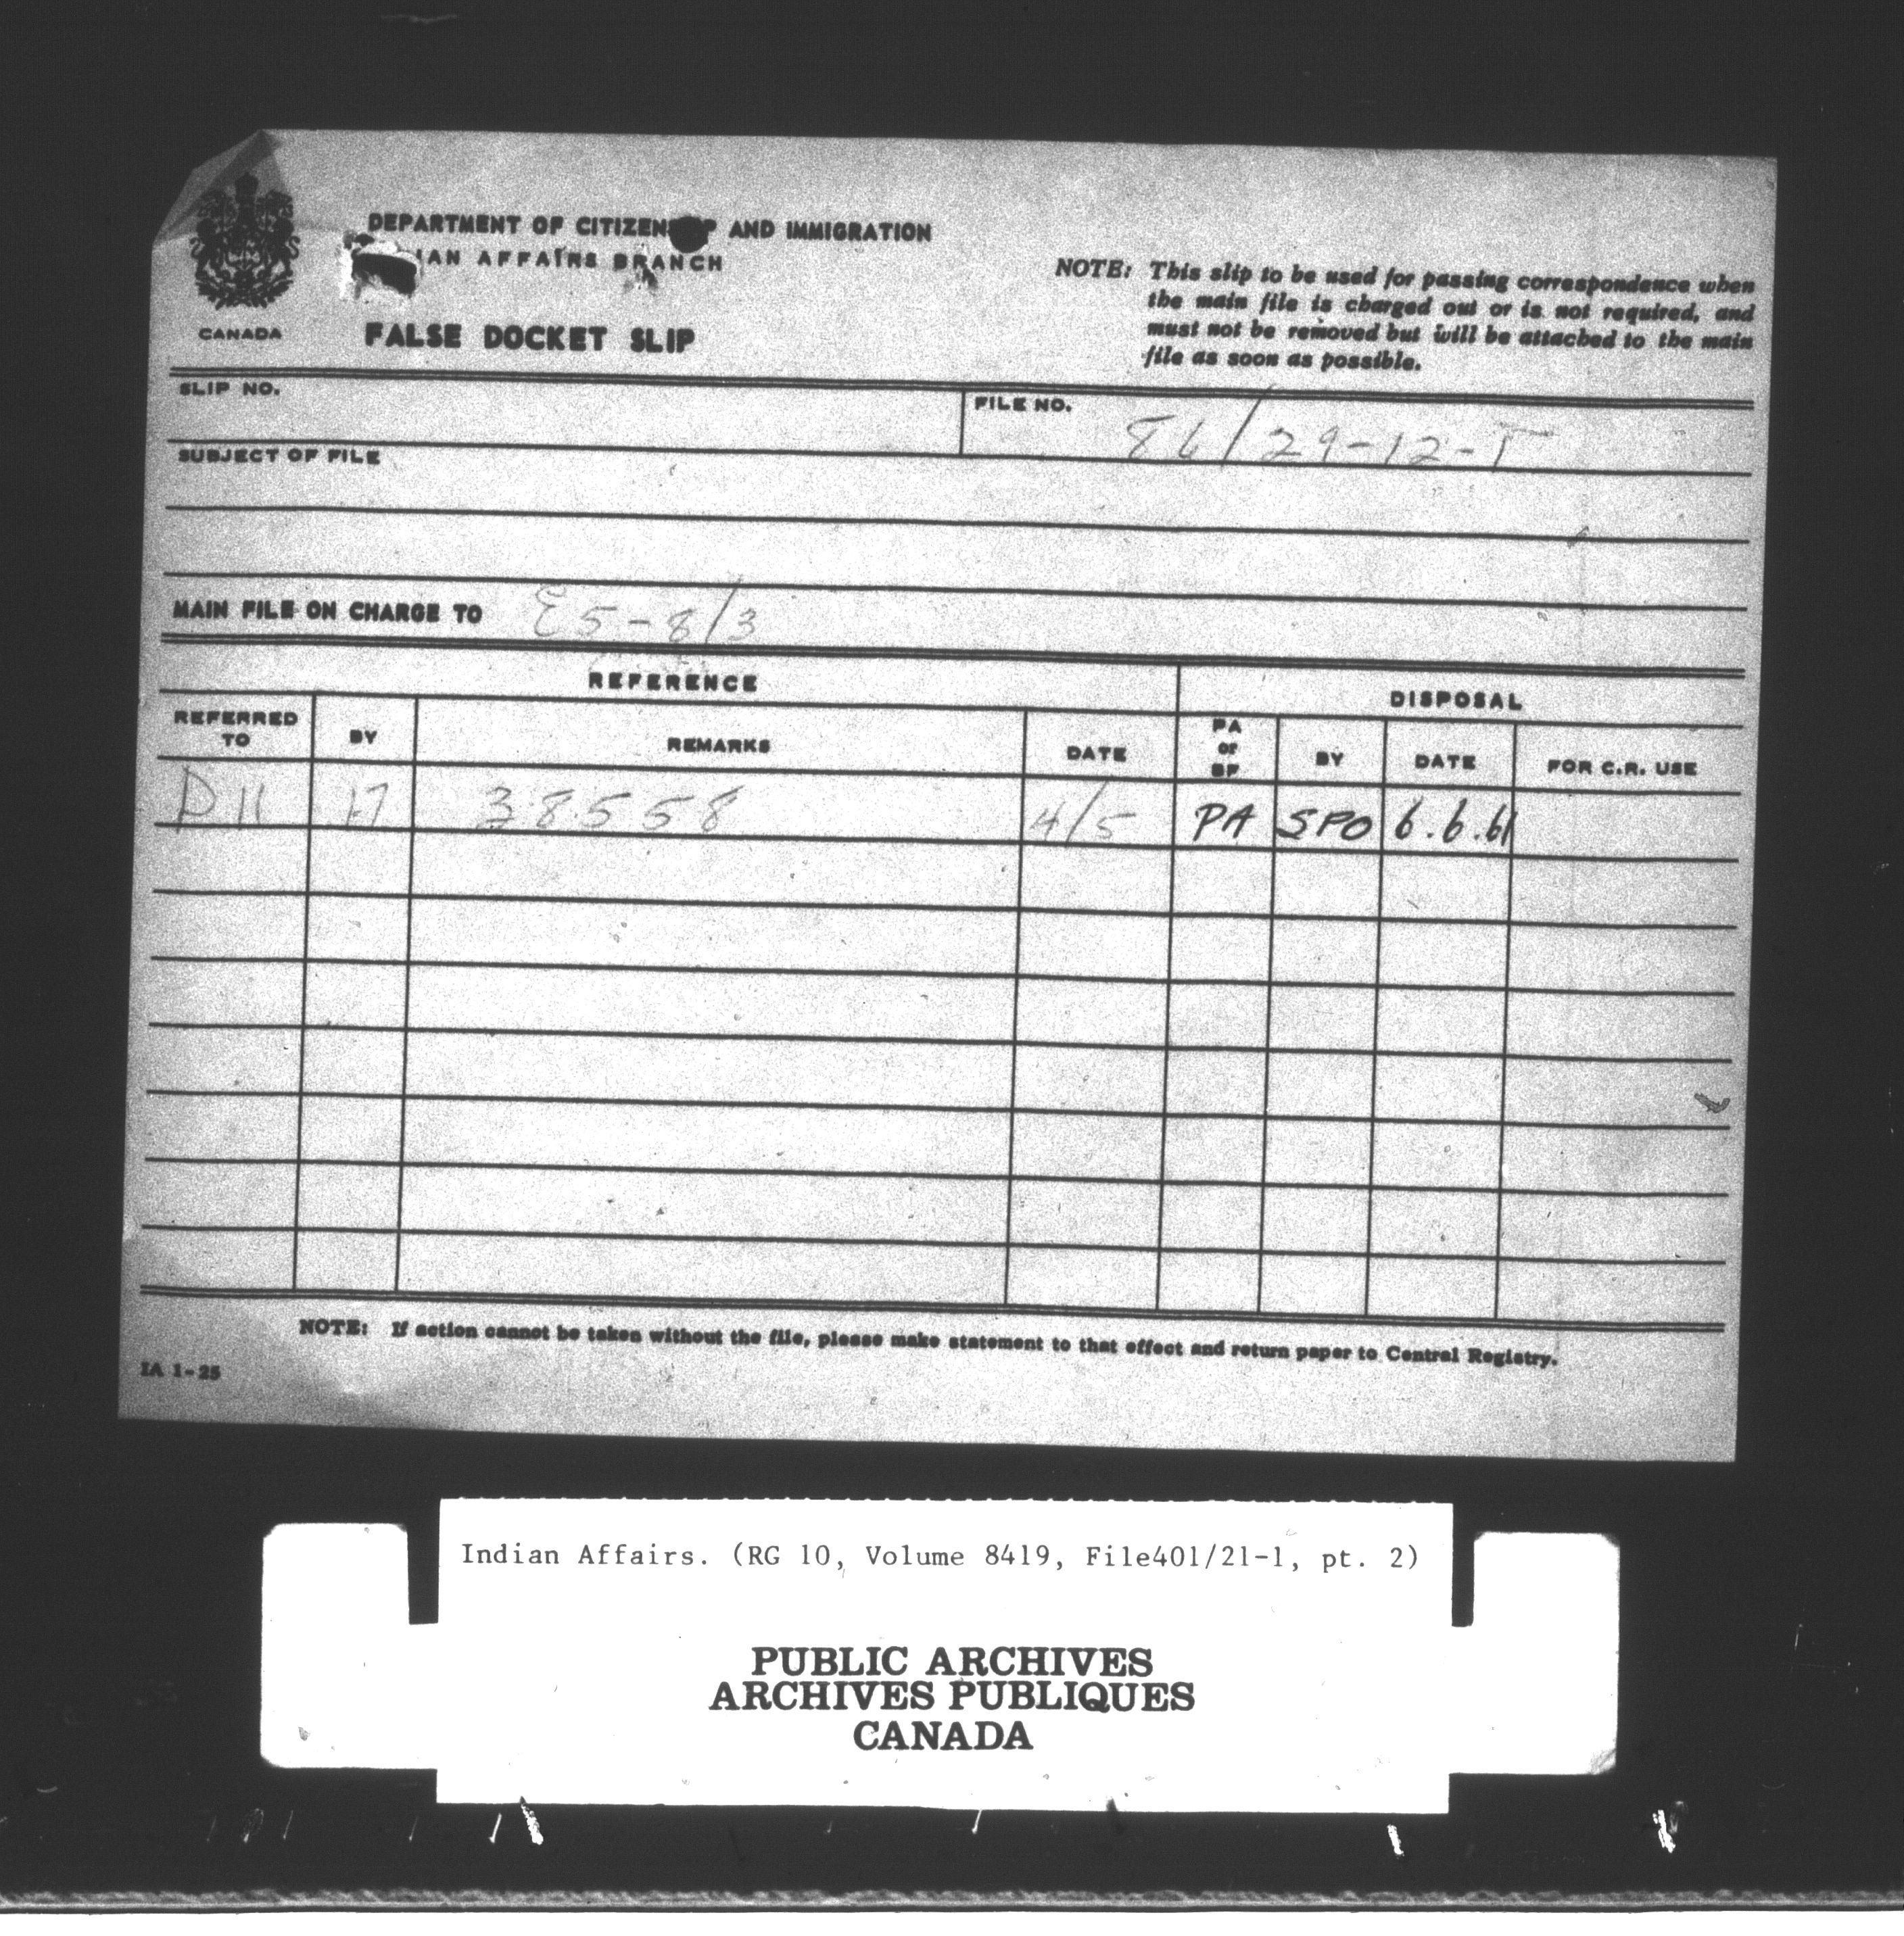 DEPARTMENT OF CITIZENSHIP AND IMMIGRATION
IAN AFFAIRS BRANCH
CANADA
FALSE DOCKET SLIP
NOTE: This slip to be used for passing correspondence when
the main file is charged out or is not required, and
must not be removed but will be attached to the main
file as soon as possible.
SLIP NO.
FILE NO. 86/29-12-T
SUBJECT OF FILE
MAIN FILE ON CHARGE TO E5-8/3
REFERENCE DISPOSAL
REFERRED TO BY REMARKS DATE PA or BF BY DATE FOR C.R. USE
D11 17 38558 4/5 PA SPO 6.6.61
NOTE: If action cannot be taken without the file, please make statement to that effect and return paper to Central Registry.
IA 1-25
Indian Affairs. (RG 10, Volume 8419, File401/21-1, pt. 2)
PUBLIC ARCHIVES
ARCHIVES PUBLIQUES
CANADA